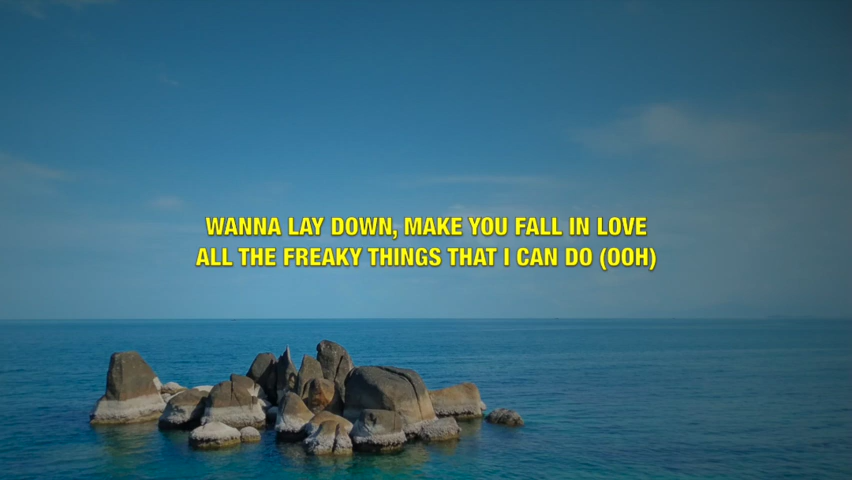 WANNA LAY DOWN, MAKE YOU FALL IN LOVE
ALL THE FREAKY THINGS THAT I CAN DO (OOH)